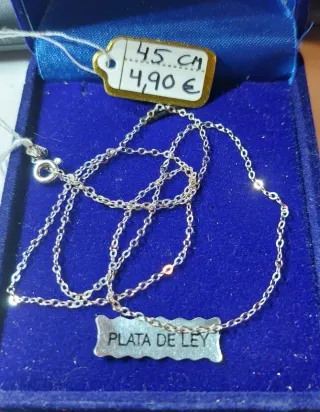 45 CM
4,90 €
PLATA DE LEY